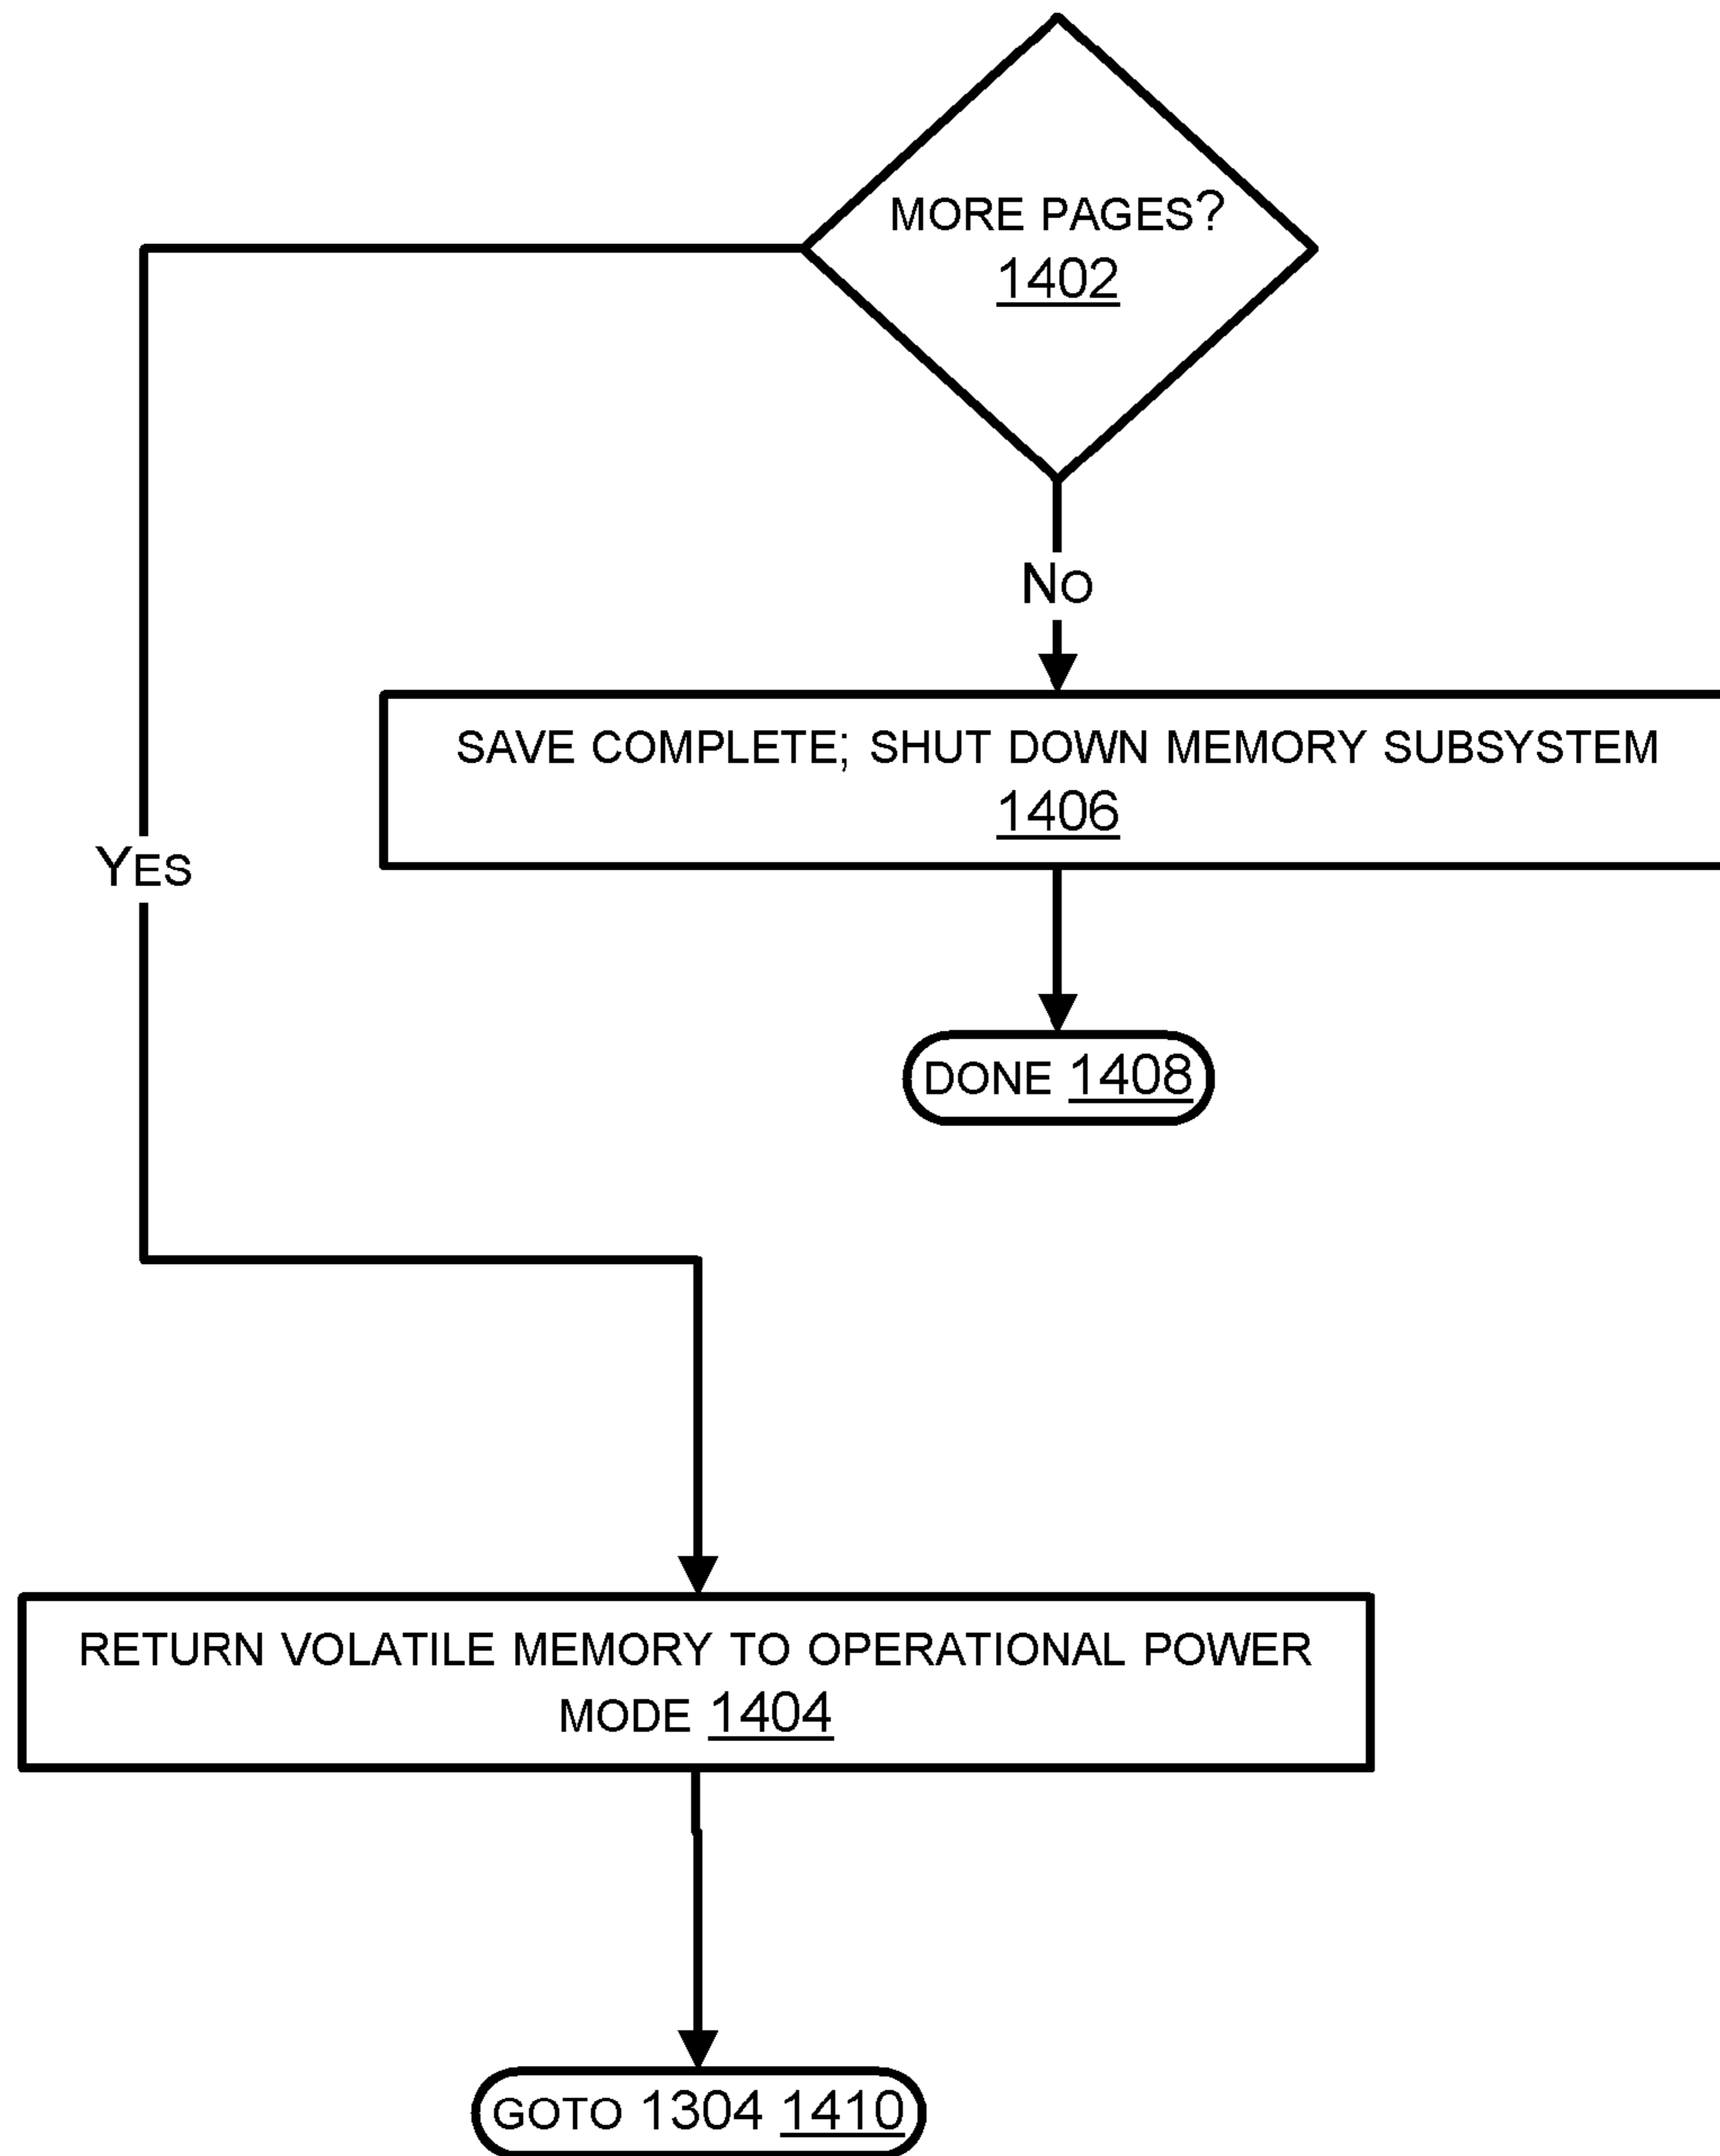 MORE PAGES?
1402
NO
SAVE COMPLETE; SHUT DOWN MEMORY SUBSYSTEM
1406
YES
DONE 1408
RETURN VOLATILE MEMORY TO OPERATIONAL POWER
MODE 1404
GOTO 1304 1410